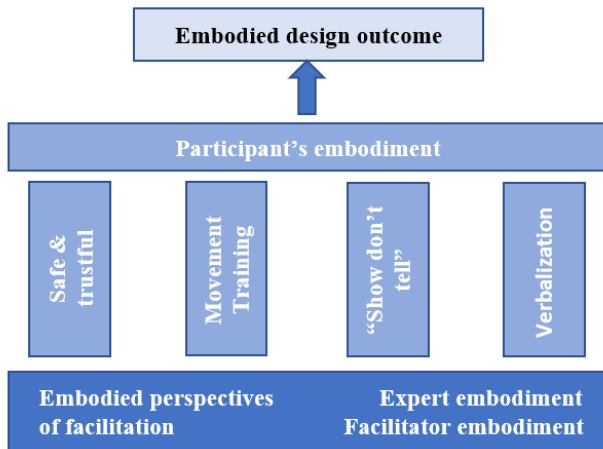 Embodied design outcome
Participant’s embodiment
Safe &
trustful
Movement
Training
“Show don’t
tell”
Verbalization
Embodied perspectives
of facilitation
Expert embodiment
Facilitator embodiment